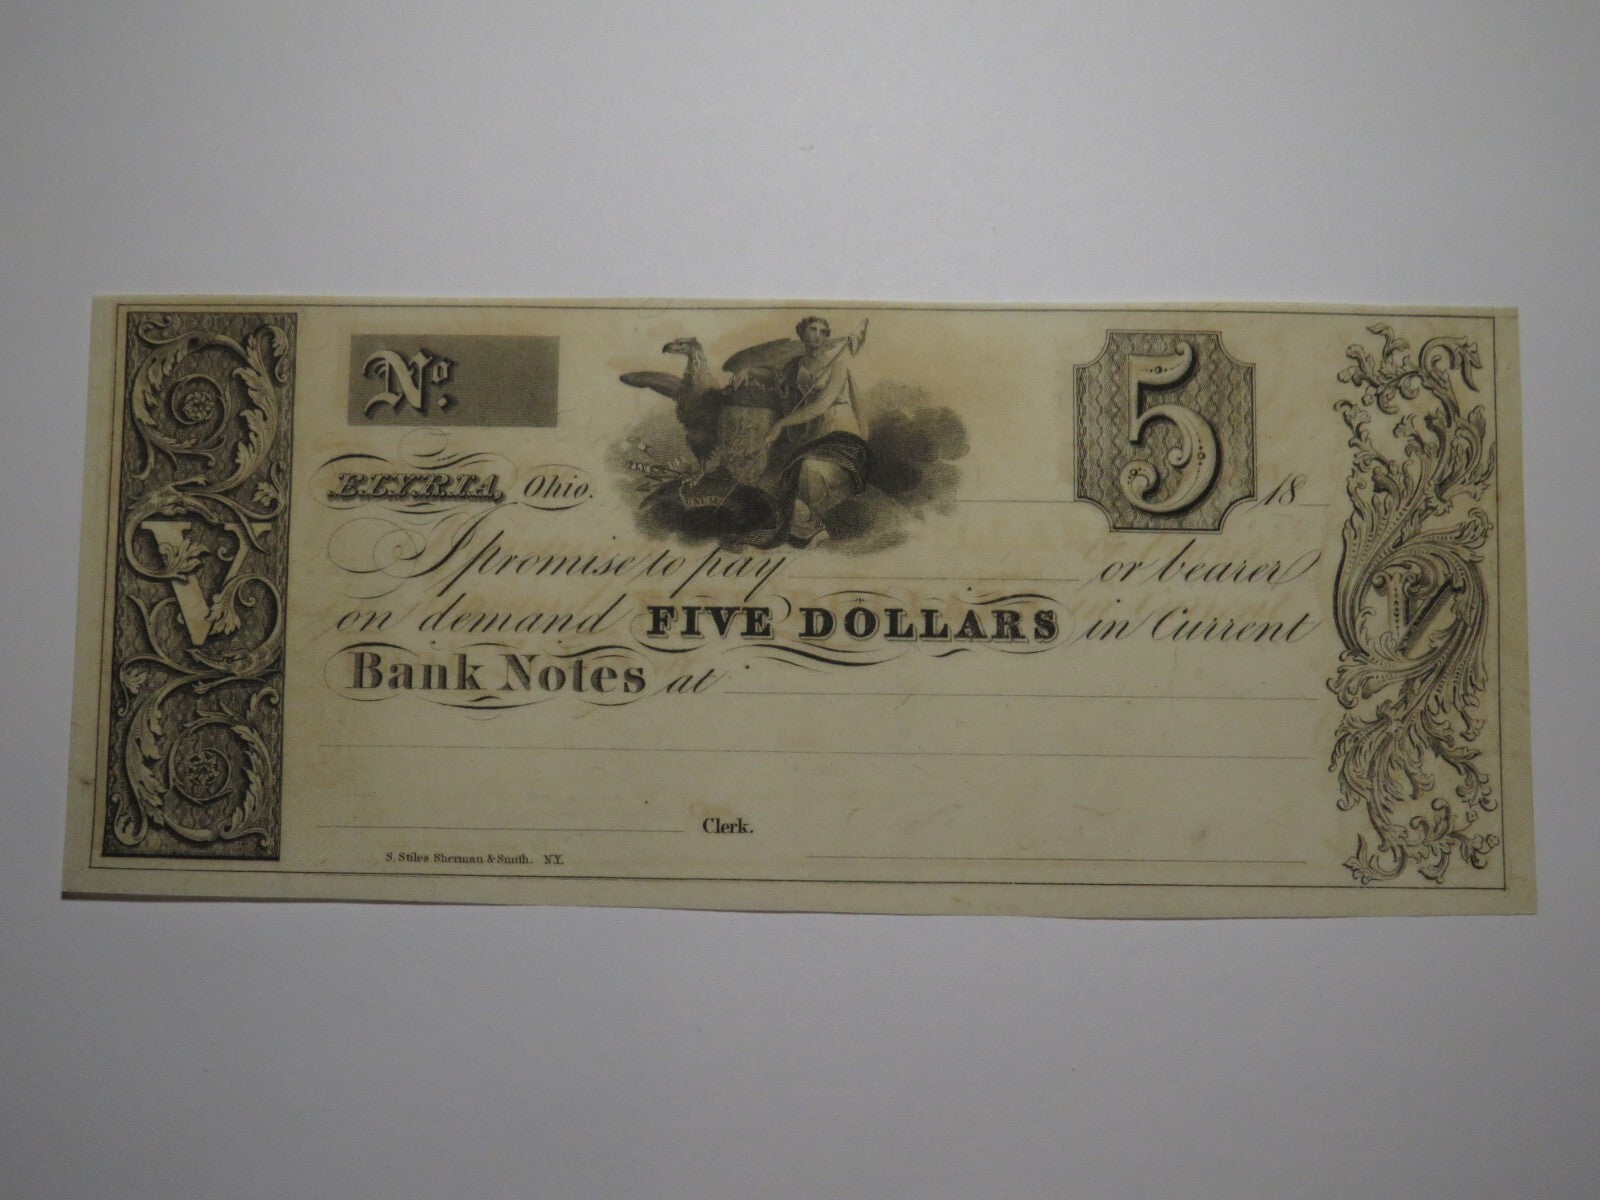 No.
5
ELYRIA, Ohio.
18
UNUM
V
I promise to pay or bearer
V
on demand FIVE DOLLARS in Current
Bank Notes at
Clerk.
S. Stiles Sherman & Smith. N.Y.